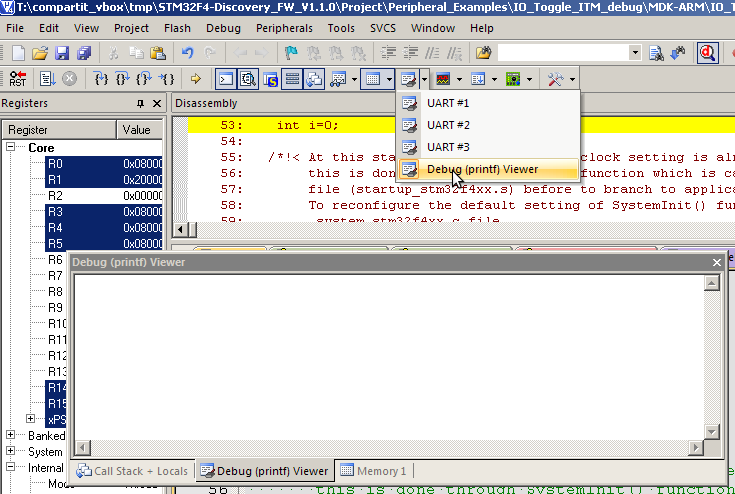 T:\compartit_vbox\tmp\STM32F4-Discovery_FW_V1.1.0\Project\Peripheral_Examples\IO_Toggle_ITM_debug\MDK-ARM\IO_T
File Edit View Project Flash Debug Peripherals Tools SVCS Window Help
RST
Registers
Disassembly
UART #1
UART #2
UART #3
Debug (printf) Viewer
Register Value
Core
R0 0x08000
R1 0x20000
R2 0x00000
R3 0x08000
R4 0x08000
R5 0x08000
R6
R7
R8
R9
R10
R11
R12
R13
R14
R15
xPS
Banked
System
Internal
Mode
53: int i=0;
54:
55: /*!< At this sta clock setting is al
56: this is done unction which is ca
57: file (startup_stm32f4xx.s) before to branch to applica
58: To reconfigure the default setting of SystemInit() fun
59: system_stm32f4xx.c file
Debug (printf) Viewer
Call Stack + Locals Debug (printf) Viewer Memory 1
56 this is done through SystemInit() function